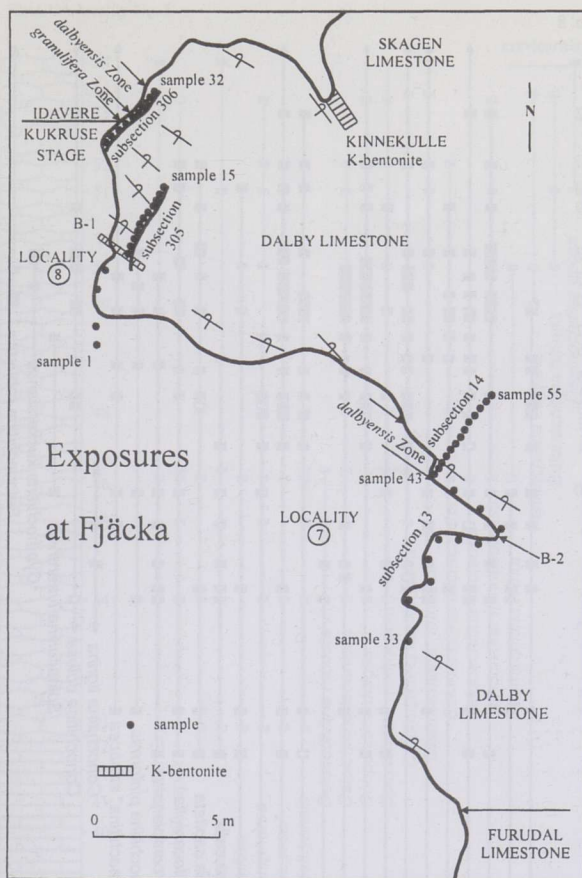 dalbyensis Zone
granulifera Zone
sample 32
SKAGEN
LIMESTONE
IDAVERE
KUKRUSE
STAGE
subsection 306
KINNEKULLE
K-bentonite
N
sample 15
B-1
subsection
305
DALBY LIMESTONE
LOCALITY
8
sample 1
Exposures
at Fjäcka
dalbyensis Zone
subsection 14
sample 55
sample 43
LOCALITY
7
subsection 13
B-2
sample 33
DALBY
LIMESTONE
sample
K-bentonite
0 5 m
FURUDAL
LIMESTONE